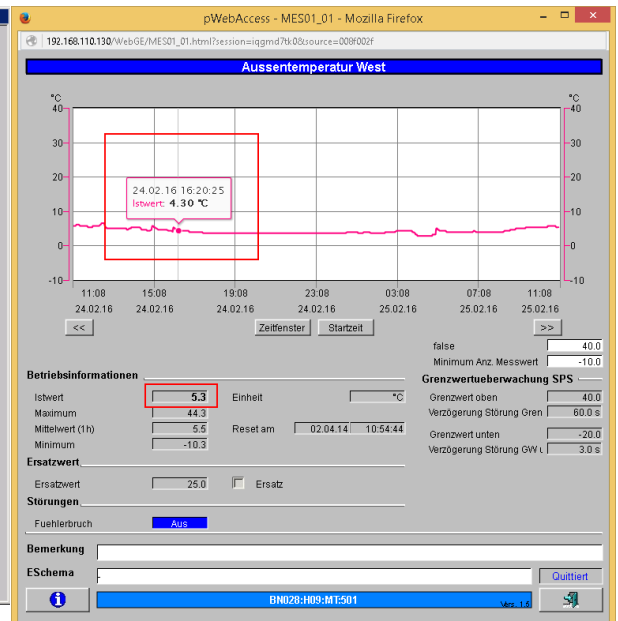 pWebAccess - MES01_01 - Mozilla Firefox
192.168.110.130/WebGE/MES01_01.html?session=iqgmd7tk0&source=008f002f
Aussentemperatur West
°C °C
40 40
30 30
20 20
10 10
0 0
-10 -10
24.02.16 16:20:25
Istwert: 4.30 °C
11:08 15:08 19:08 23:08 03:08 07:08 11:08
24.02.16 24.02.16 24.02.16 24.02.16 25.02.16 25.02.16 25.02.16
<< Zeitfenster Startzeit >>
false 40.0
Minimum Anz. Messwert -10.0
Betriebsinformationen Grenzwertueberwachung SPS
Istwert 5.3 Einheit °C Grenzwert oben 40.0
Maximum 44.3 Verzögerung Störung Gren 60.0 s
Mittelwert (1h) 5.5 Reset am 02.04.14 10:54:44
Grenzwert unten -20.0
Minimum -10.3
Verzögerung Störung GW u 3.0 s
Ersatzwert
Ersatzwert 25.0 Ersatz
Störungen
Fuehlerbruch Aus
Bemerkung
ESchema - Quittiert
BN028:H09:MT:501 Vers. 1.5